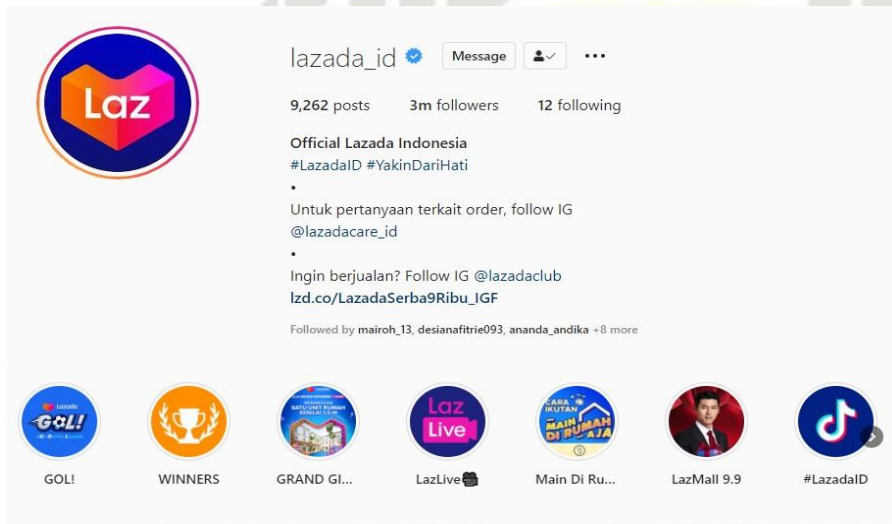 Laz
lazada_id
Message
9,262 posts 3m followers 12 following
Official Lazada Indonesia
#LazadaID #YakinDariHati
•
Untuk pertanyaan terkait order, follow IG
@lazadacare_id
•
Ingin berjualan? Follow IG @lazadaclub
lzd.co/LazadaSerba9Ribu_IGF
Followed by mairoh_13, desianafitrie093, ananda_andika +8 more
Lazada
GOL!
SATU UNIT RUMAH
Laz
Live
CARA
IKUTAN
MAIN
DI RUMAH
AJA
GOL! WINNERS GRAND GI... LazLive Main Di Ru... LazMall 9.9 #LazadaID